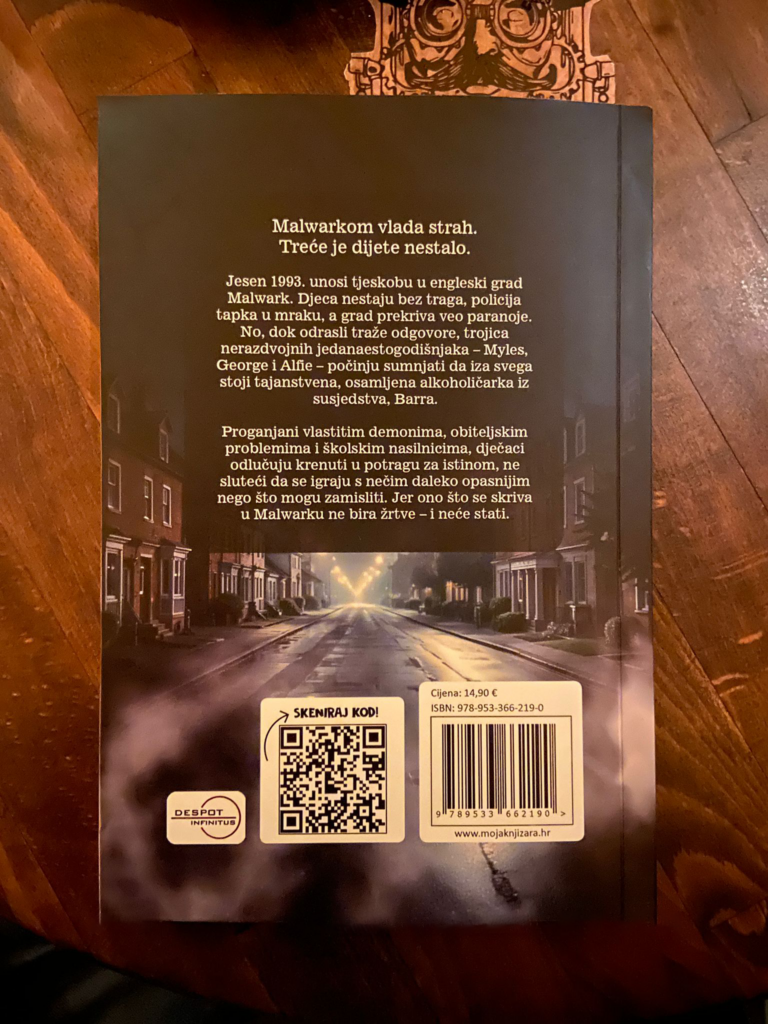 Malwarkom vlada strah.
Treće je dijete nestalo.
Jesen 1993. unosi tjeskobu u engleski grad
Malwark. Djeca nestaju bez traga, policija
tapka u mraku, a grad prekriva veo paranoje.
No, dok odrasli traže odgovore, trojica
nerazdvojnih jedanaestogodišnjaka – Myles,
George i Alfie – počinju sumnjati da iza svega
stoji tajanstvena, osamljena alkoholičarka iz
susjedstva, Barra.
Proganjani vlastitim demonima, obiteljskim
problemima i školskim nasilnicima, dječaci
odlučuju krenuti u potragu za istinom, ne
sluteći da se igraju s nečim daleko opasnijim
nego što mogu zamisliti. Jer ono što se skriva
u Malwarku ne bira žrtve – i neće stati.
SKENIRAJ KOD!
Cijena: 14,90 €
ISBN: 978-953-366-219-0
9 789533 662190 >
www.mojaknjizara.hr
DESPOT
INFINITUS